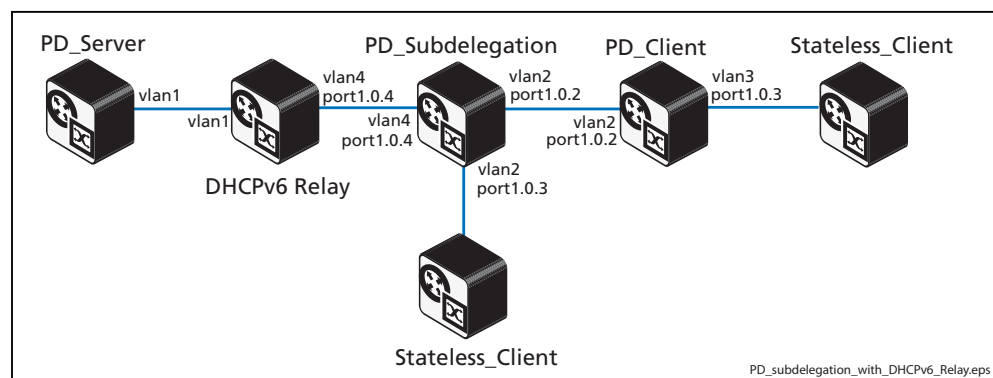 PD_Server
PD_Subdelegation
PD_Client
Stateless_Client
vlan1
vlan1
vlan4
port1.0.4
vlan4
port1.0.4
vlan2
port1.0.2
vlan2
port1.0.2
vlan3
port1.0.3
DHCPv6 Relay
vlan2
port1.0.3
Stateless_Client
PD_subdelegation_with_DHCPv6_Relay.eps